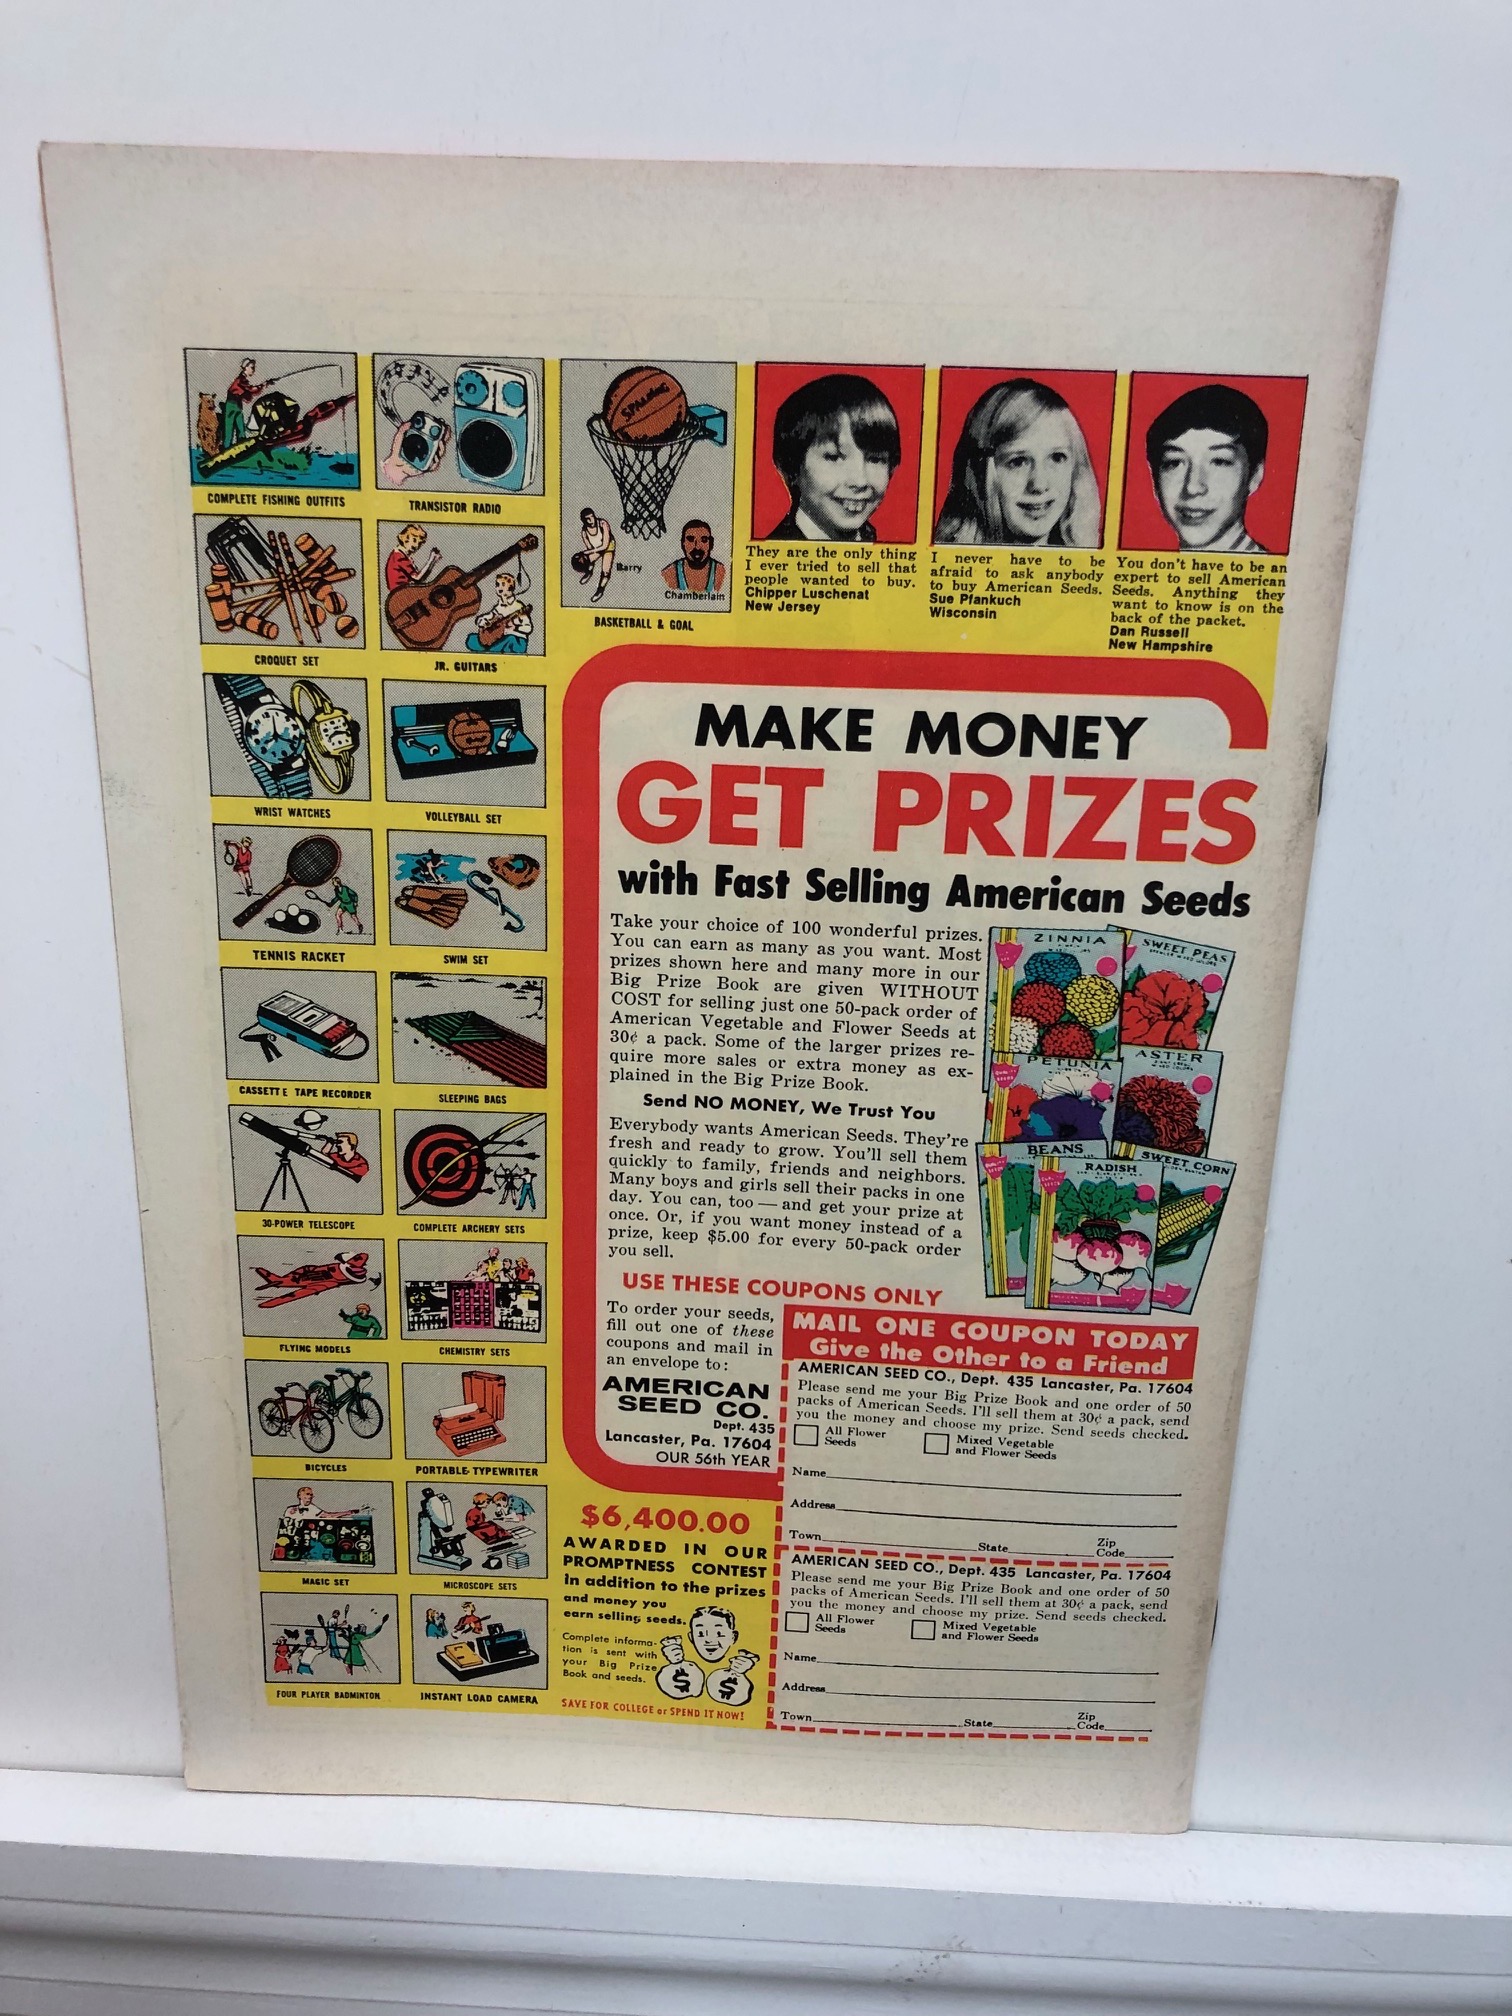 COMPLETE FISHING OUTFITS
TRANSISTOR RADIO
SPALDING
Barry
Chamberlain
BASKETBALL & GOAL
CROQUET SET
JR. GUITARS
WRIST WATCHES
VOLLEYBALL SET
TENNIS RACKET
SWIM SET
CASSETTE TAPE RECORDER
SLEEPING BAGS
30-POWER TELESCOPE
COMPLETE ARCHERY SETS
FLYING MODELS
CHEMISTRY SETS
BICYCLES
PORTABLE TYPEWRITER
MAGIC SET
MICROSCOPE SETS
FOUR PLAYER BADMINTON
INSTANT LOAD CAMERA
They are the only thing
I ever tried to sell that
people wanted to buy.
Chipper Luschenat
New Jersey
I never have to be
afraid to ask anybody
to buy American Seeds.
Sue Pfankuch
Wisconsin
You don't have to be an
expert to sell American
Seeds. Anything they
want to know is on the
back of the packet.
Dan Russell
New Hampshire
MAKE MONEY
GET PRIZES
with Fast Selling American Seeds
Take your choice of 100 wonderful prizes.
You can earn as many as you want. Most
prizes shown here and many more in our
Big Prize Book are given WITHOUT
COST for selling just one 50-pack order of
American Vegetable and Flower Seeds at
30¢ a pack. Some of the larger prizes re-
quire more sales or extra money as ex-
plained in the Big Prize Book.
Send NO MONEY, We Trust You
Everybody wants American Seeds. They're
fresh and ready to grow. You'll sell them
quickly to family, friends and neighbors.
Many boys and girls sell their packs in one
day. You can, too — and get your prize at
once. Or, if you want money instead of a
prize, keep $5.00 for every 50-pack order
you sell.
ZINNIA
SWEET PEAS
PETUNIA
ASTER
BEANS
RADISH
SWEET CORN
USE THESE COUPONS ONLY
To order your seeds,
fill out one of these
coupons and mail in
an envelope to:
AMERICAN
SEED CO.
Dept. 435
Lancaster, Pa. 17604
OUR 56th YEAR
MAIL ONE COUPON TODAY
Give the Other to a Friend
AMERICAN SEED CO., Dept. 435 Lancaster, Pa. 17604
Please send me your Big Prize Book and one order of 50
packs of American Seeds. I'll sell them at 30¢ a pack, send
you the money and choose my prize. Send seeds checked.
All Flower
Seeds
Mixed Vegetable
and Flower Seeds
Name
Address
Town State Zip
Code
AMERICAN SEED CO., Dept. 435 Lancaster, Pa. 17604
Please send me your Big Prize Book and one order of 50
packs of American Seeds. I'll sell them at 30¢ a pack, send
you the money and choose my prize. Send seeds checked.
All Flower
Seeds
Mixed Vegetable
and Flower Seeds
Name
Address
Town State Zip
Code
$6,400.00
AWARDED IN OUR
PROMPTNESS CONTEST
In addition to the prizes
and money you
earn selling seeds.
Complete informa-
tion is sent with
your Big Prize
Book and seeds.
$ $
SAVE FOR COLLEGE or SPEND IT NOW!